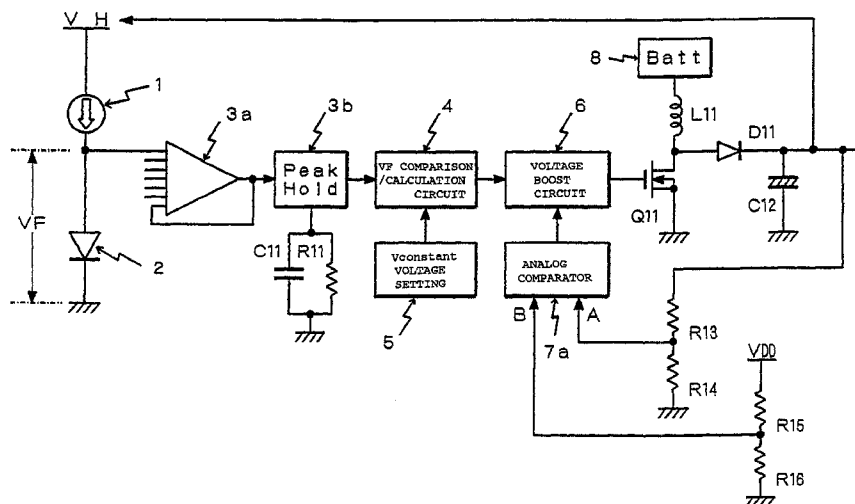 V H
1
3a
3b
4
6
8
Batt
L11
D11
Peak
Hold
VF COMPARISON
/CALCULATION
CIRCUIT
VOLTAGE
BOOST
CIRCUIT
Q11
C12
VF
2
C11
R11
Vconstant
VOLTAGE
SETTING
5
ANALOG
COMPARATOR
B
7a
A
R13
R14
VDD
R15
R16